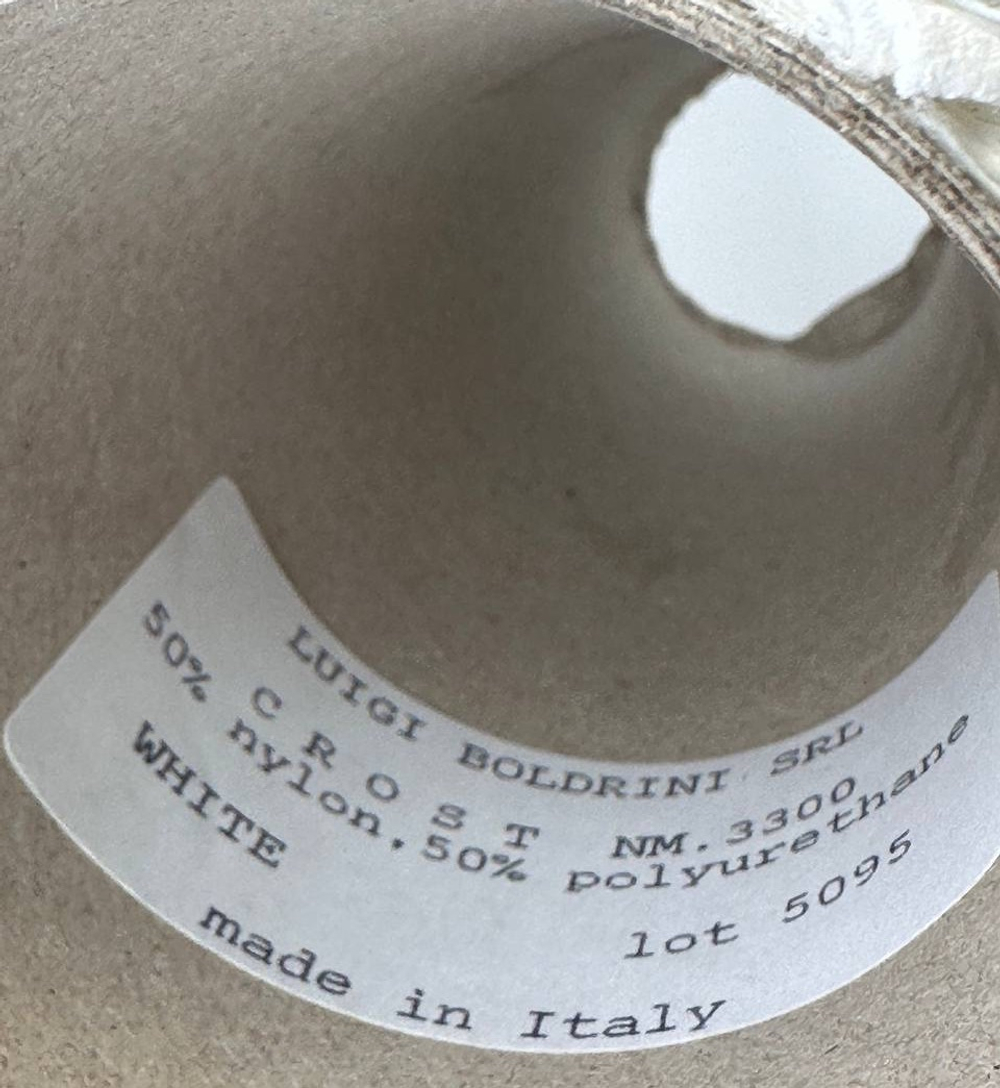 LUIGI BOLDRINI SRL
C R O S T NM.3300
50% nylon.50% polyurethane
WHITE lot 5095
made in Italy